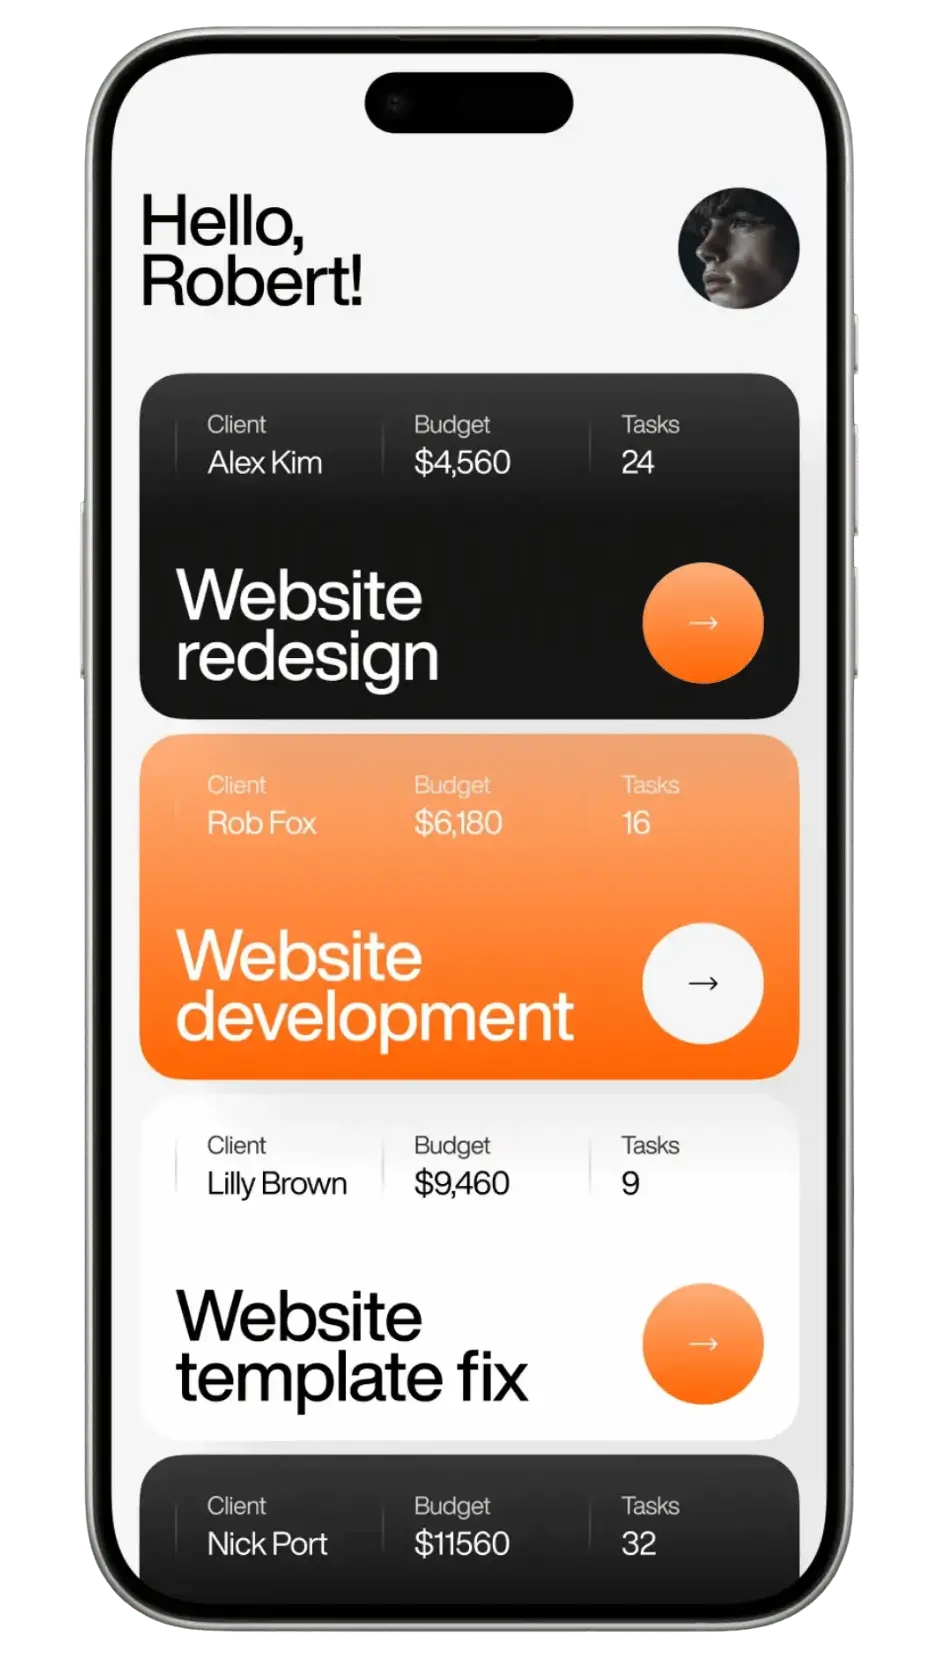 Hello,
Robert!
Client Budget Tasks
Alex Kim $4,560 24
Website
redesign
Client Budget Tasks
Rob Fox $6,180 16
Website
development
Client Budget Tasks
Lilly Brown $9,460 9
Website
template fix
Client Budget Tasks
Nick Port $11560 32